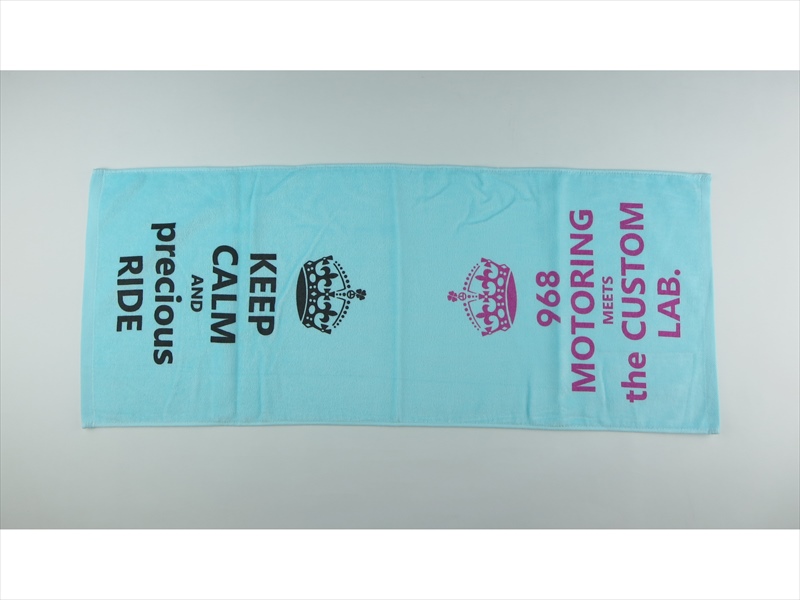 KEEP
CALM
AND
precious
RIDE
968
MOTORING
MEETS
the CUSTOM
LAB.